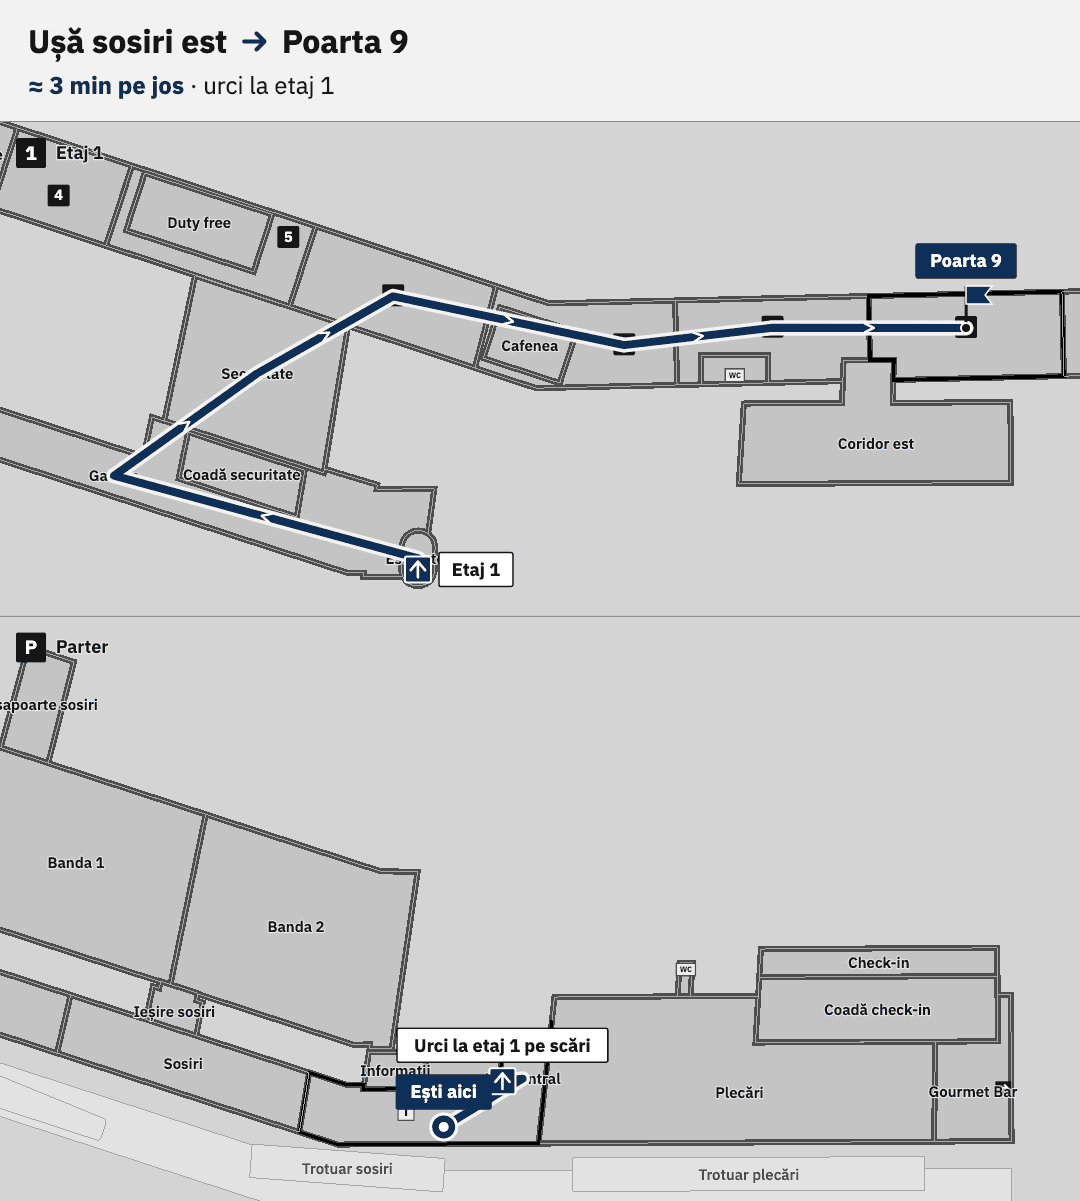 Ușă sosiri est → Poarta 9
≈ 3 min pe jos · urci la etaj 1
1 Etaj 1
4
Duty free
5
Poarta 9
Cafenea
WC
Coridor est
Coadă securitate
Etaj 1
P Parter
Banda 1
Banda 2
WC
Check-in
Coadă check-in
Ieșire sosiri
Urci la etaj 1 pe scări
Sosiri
Informații
Ești aici
Plecări
Gourmet Bar
Trotuar sosiri
Trotuar plecări